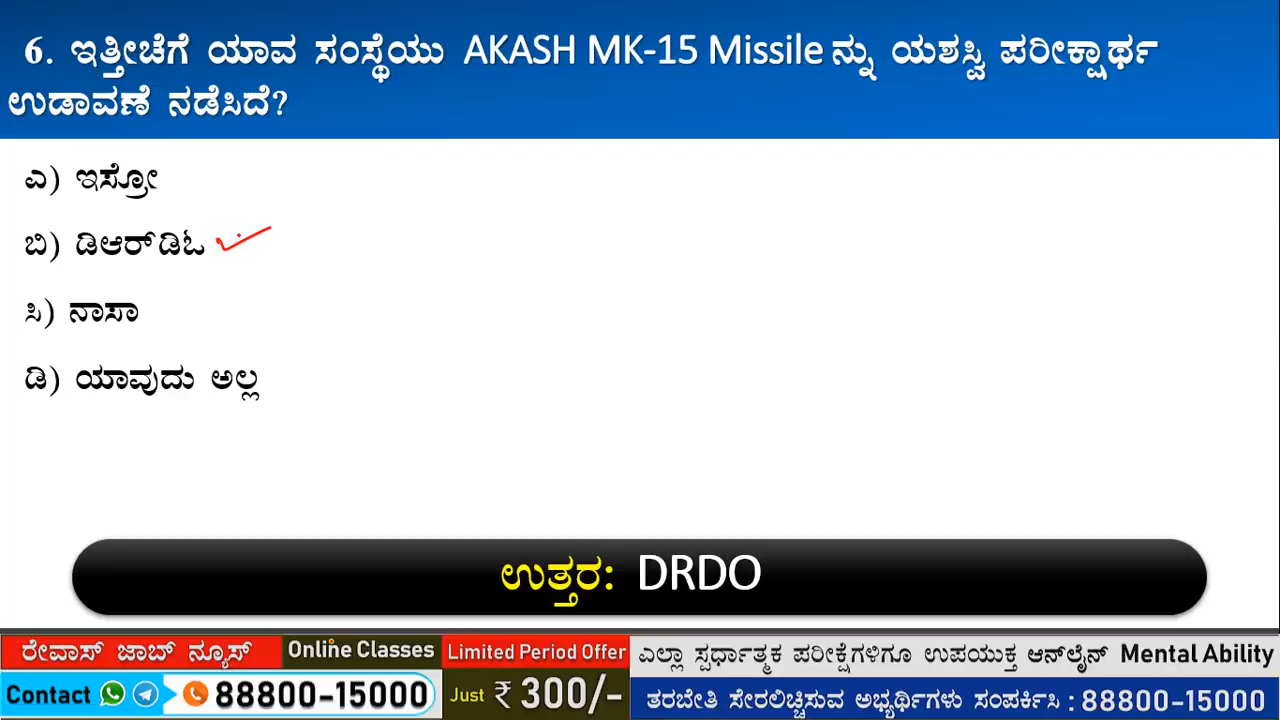 6. ಇತ್ತೀಚೆಗೆ ಯಾವ ಸಂಸ್ಥೆಯು AKASH MK-15 Missile ನ್ನು ಯಶಸ್ವಿ ಪರೀಕ್ಷಾರ್ಥ
ಉಡಾವಣೆ ನಡೆಸಿದೆ?
ಎ) ಇಸ್ರೋ
ಬಿ) ಡಿಆರ್‌ಡಿಓ
ಸಿ) ನಾಸಾ
ಡಿ) ಯಾವುದು ಅಲ್ಲ
ಉತ್ತರ: DRDO
ರೇವಾಸ್ ಜಾಬ್ ನ್ಯೂಸ್ Online Classes Limited Period Offer ಎಲ್ಲಾ ಸ್ಪರ್ಧಾತ್ಮಕ ಪರೀಕ್ಷೆಗಳಿಗೂ ಉಪಯುಕ್ತ ಆನ್‌ಲೈನ್ Mental Ability
Contact 88800-15000 Just ₹ 300/- ತರಬೇತಿ ಸೇರಲಿಚ್ಚಿಸುವ ಅಭ್ಯರ್ಥಿಗಳು ಸಂಪರ್ಕಿಸಿ : 88800-15000